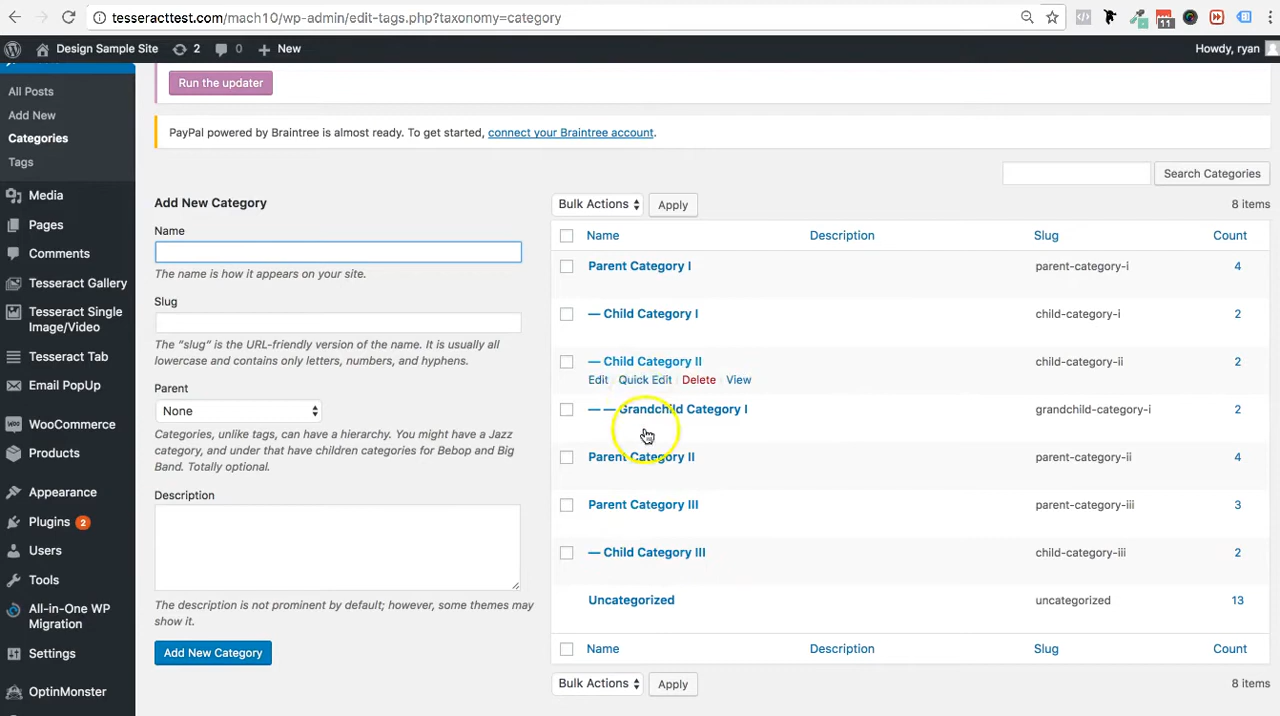 tesseracttest.com/mach10/wp-admin/edit-tags.php?taxonomy=category
11
Design Sample Site
2
0
New
Howdy, ryan
All Posts
Add New
Categories
Tags
Media
Pages
Comments
Tesseract Gallery
Tesseract Single
Image/Video
Tesseract Tab
Email PopUp
WooCommerce
Products
Appearance
Plugins 2
Users
Tools
All-in-One WP
Migration
Settings
OptinMonster
Run the updater
PayPal powered by Braintree is almost ready. To get started, connect your Braintree account.
Search Categories
Add New Category
Name
The name is how it appears on your site.
Slug
The "slug" is the URL-friendly version of the name. It is usually all
lowercase and contains only letters, numbers, and hyphens.
Parent
None
Categories, unlike tags, can have a hierarchy. You might have a Jazz
category, and under that have children categories for Bebop and Big
Band. Totally optional.
Description
The description is not prominent by default; however, some themes may
show it.
Add New Category
Bulk Actions Apply 8 items
Name Description Slug Count
Parent Category I parent-category-i 4
— Child Category I child-category-i 2
— Child Category II child-category-ii 2
Edit Quick Edit Delete View
— — Grandchild Category I grandchild-category-i 2
Parent Category II parent-category-ii 4
Parent Category III parent-category-iii 3
— Child Category III child-category-iii 2
Uncategorized uncategorized 13
Name Description Slug Count
Bulk Actions Apply 8 items